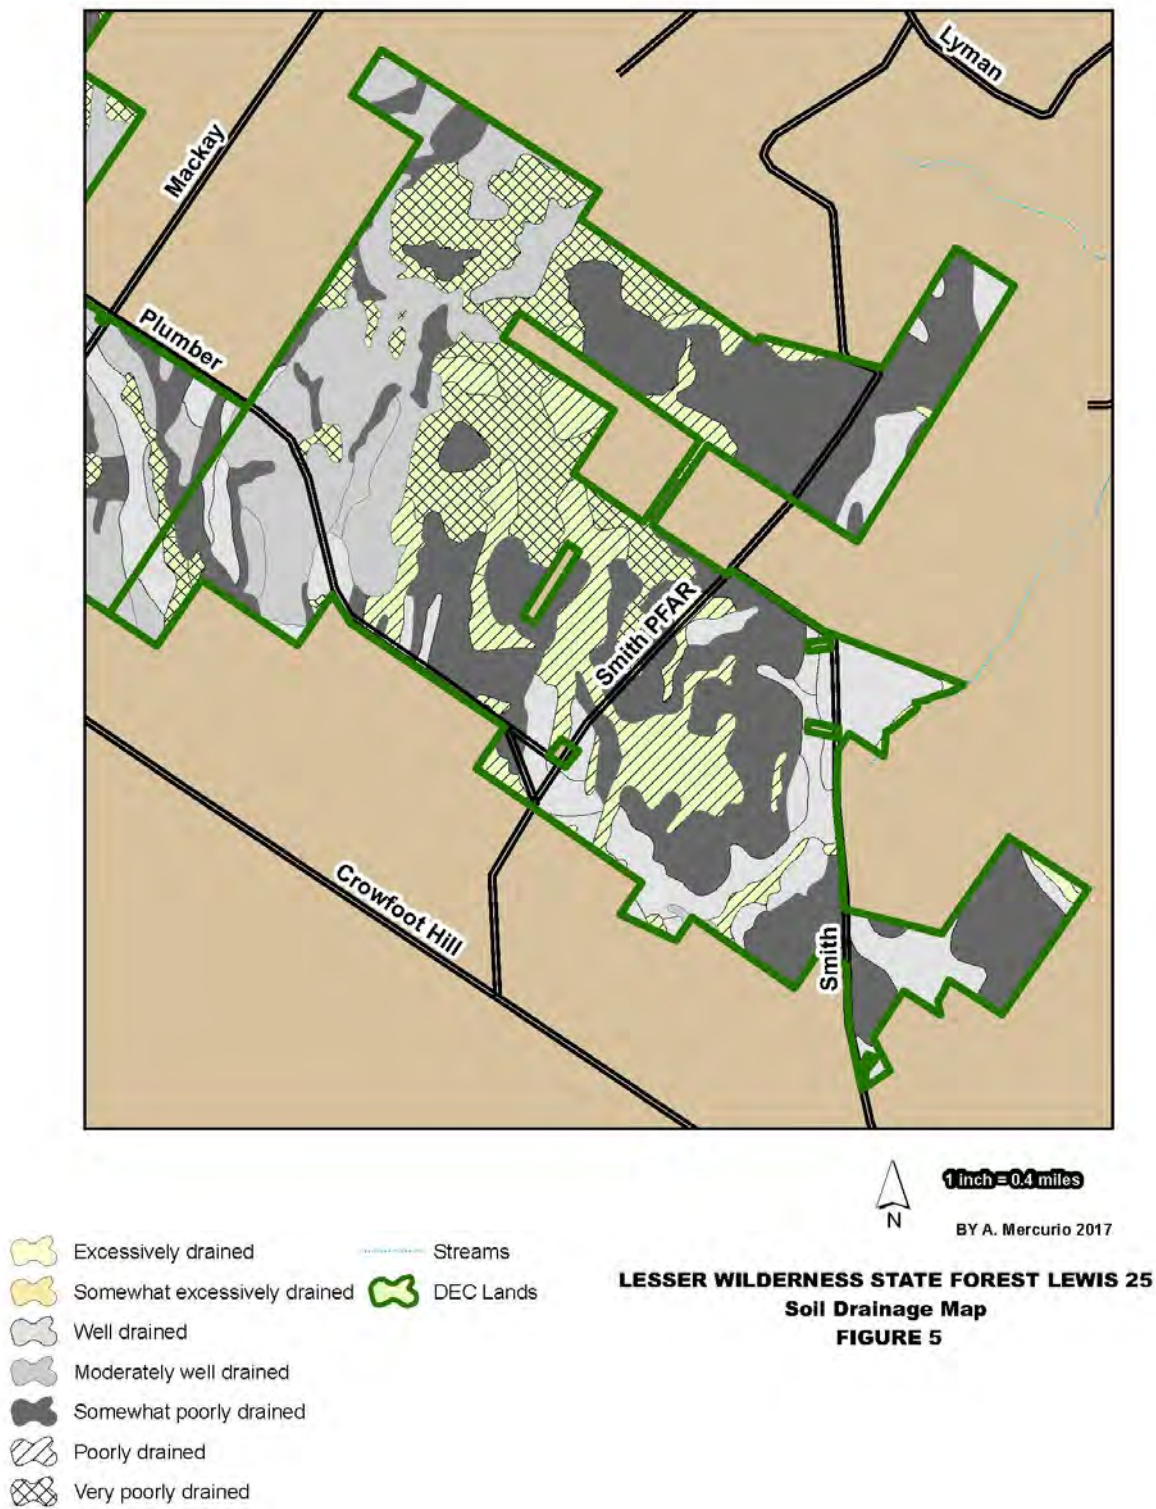 Lyman
Mackay
Plumber
Smith PFAR
Crowfoot Hill
Smith
1 inch = 0.4 miles
N
BY A. Mercurio 2017
Excessively drained
Somewhat excessively drained
Well drained
Moderately well drained
Somewhat poorly drained
Poorly drained
Very poorly drained
Streams
DEC Lands
LESSER WILDERNESS STATE FOREST LEWIS 25
Soil Drainage Map
FIGURE 5